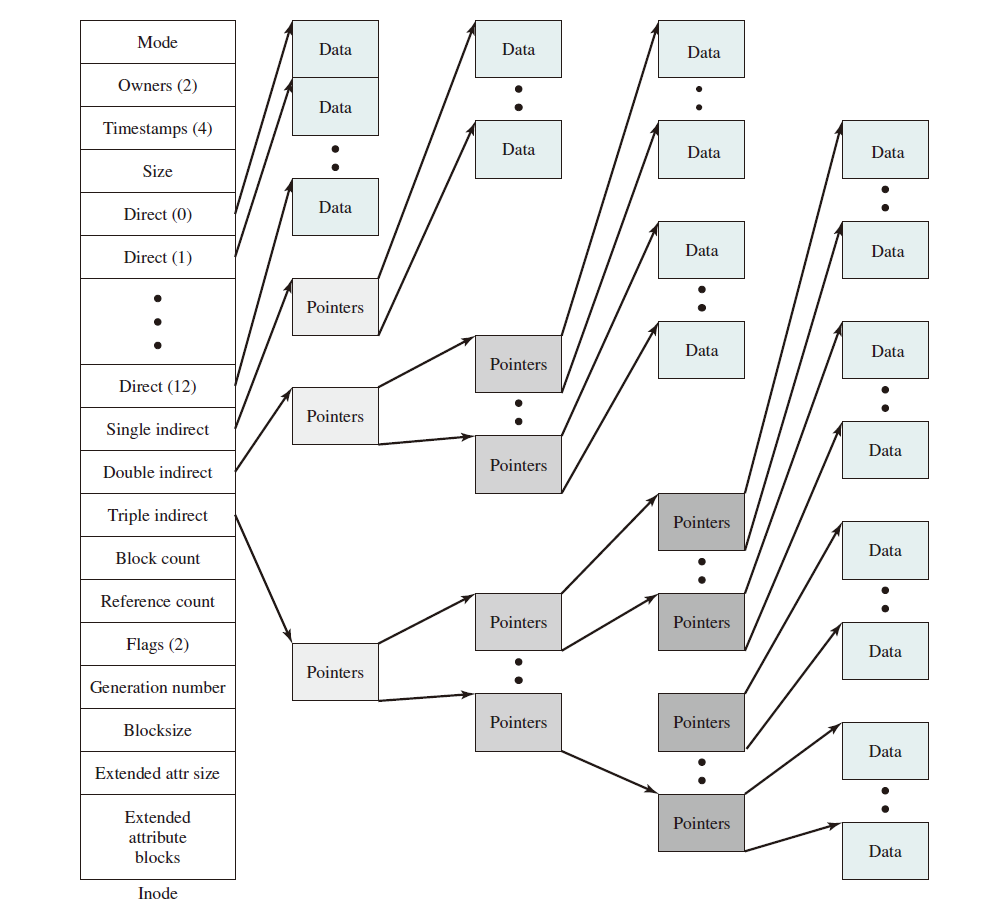 Mode
Owners (2)
Timestamps (4)
Size
Direct (0)
Direct (1)
Direct (12)
Single indirect
Double indirect
Triple indirect
Block count
Reference count
Flags (2)
Generation number
Blocksize
Extended attr size
Extended
attribute
blocks
Inode
Data
Data
Data
Pointers
Pointers
Pointers
Data
Data
Pointers
Pointers
Pointers
Pointers
Data
Data
Data
Data
Pointers
Pointers
Pointers
Pointers
Data
Data
Data
Data
Data
Data
Data
Data